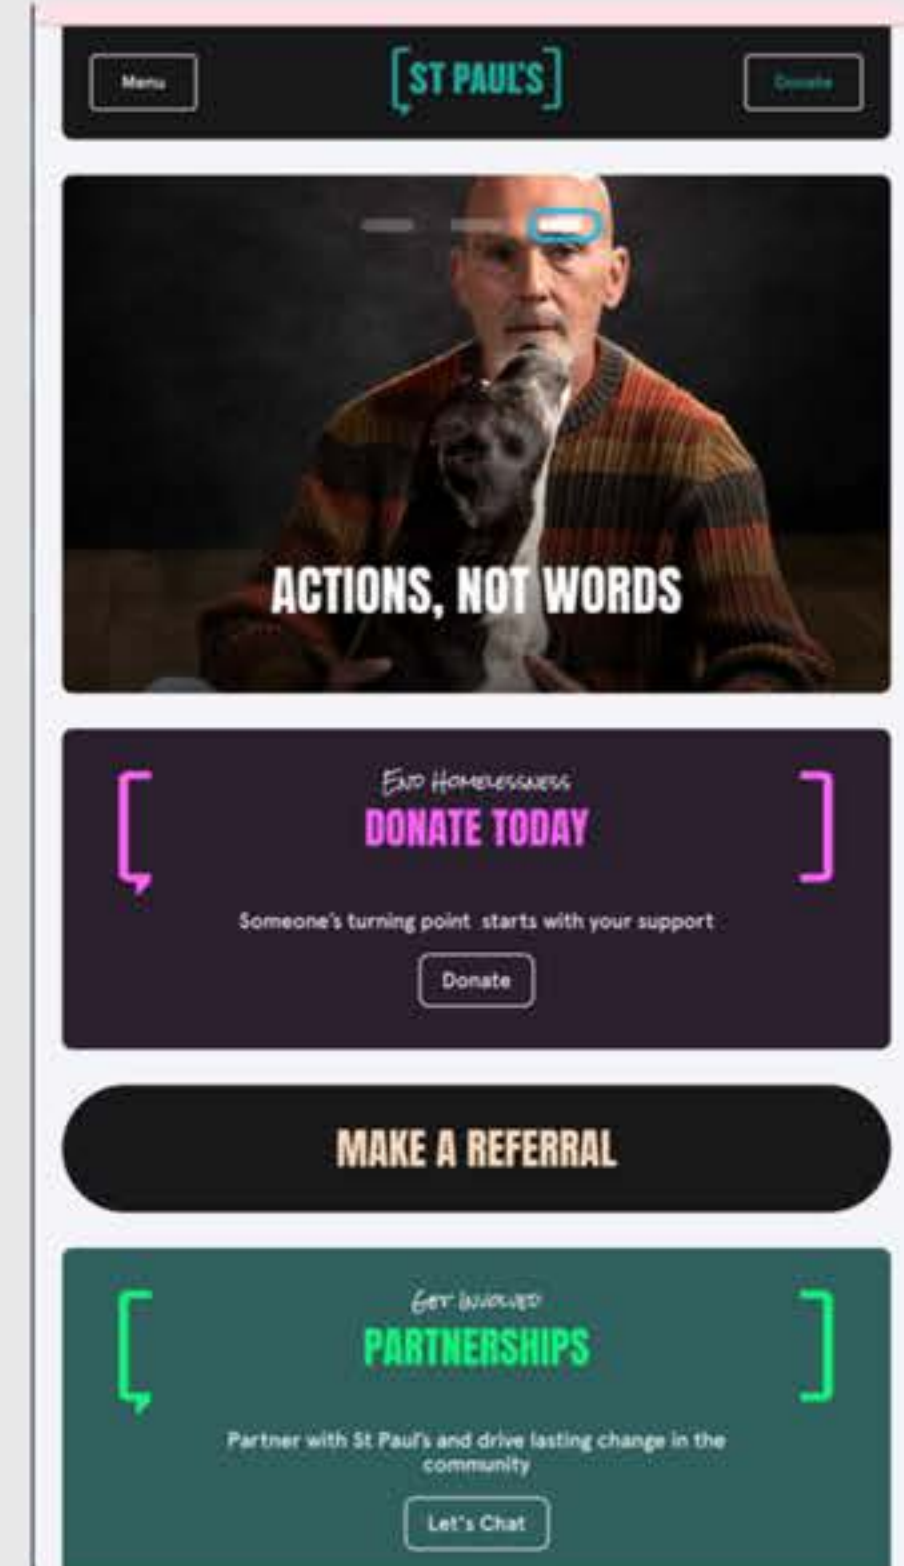 Menu
[ST PAUL'S]
Donate
ACTIONS, NOT WORDS
END HOMELESSNESS
DONATE TODAY
Someone's turning point starts with your support
Donate
MAKE A REFERRAL
GET INVOLVED
PARTNERSHIPS
Partner with St Paul's and drive lasting change in the
community
Let's Chat